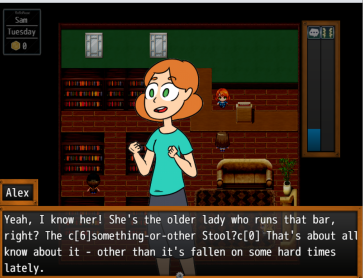 Sam
Tuesday
0
Alex
Yeah, I know her! She's the older lady who runs that bar,
right? The c[6]something-or-other Stool?c[0] That's about all
know about it - other than it's fallen on some hard times
lately.